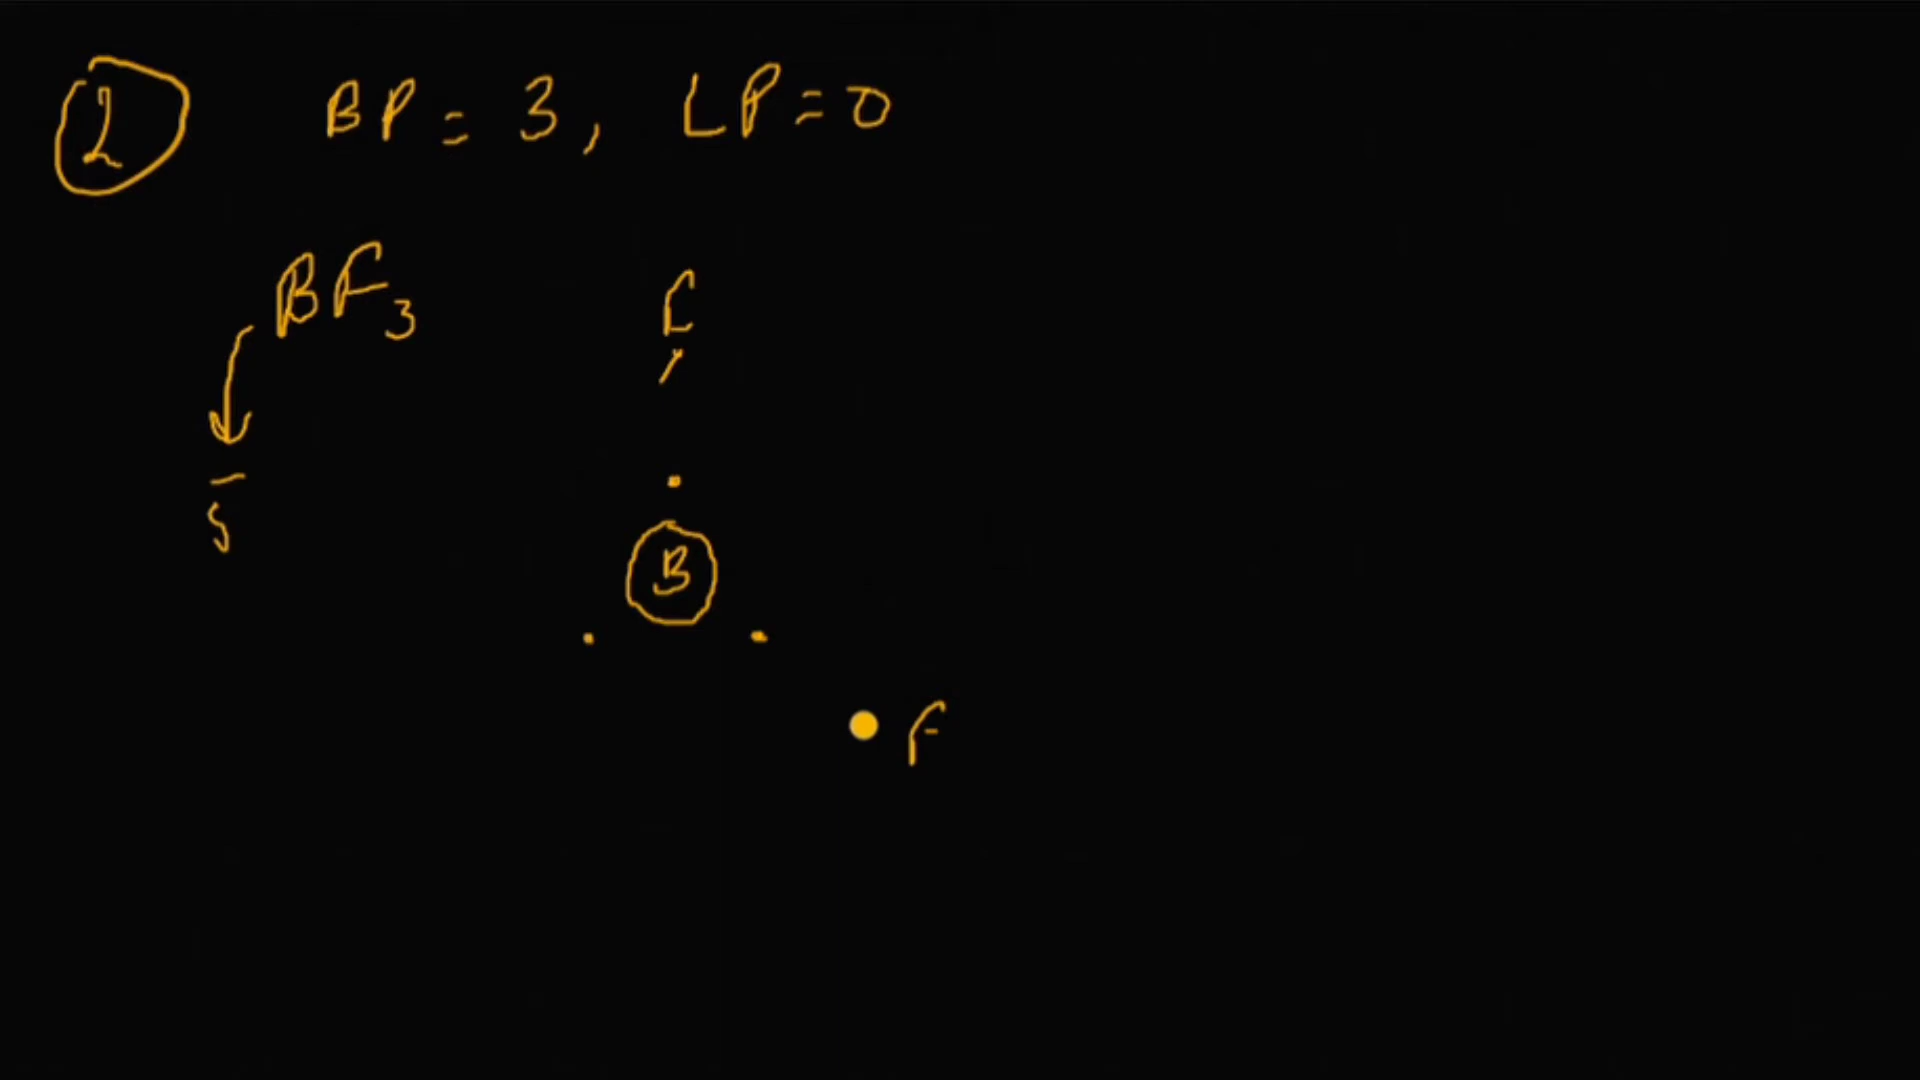 2 BP = 3, LP = 0
BF3
F
x
5
B
F